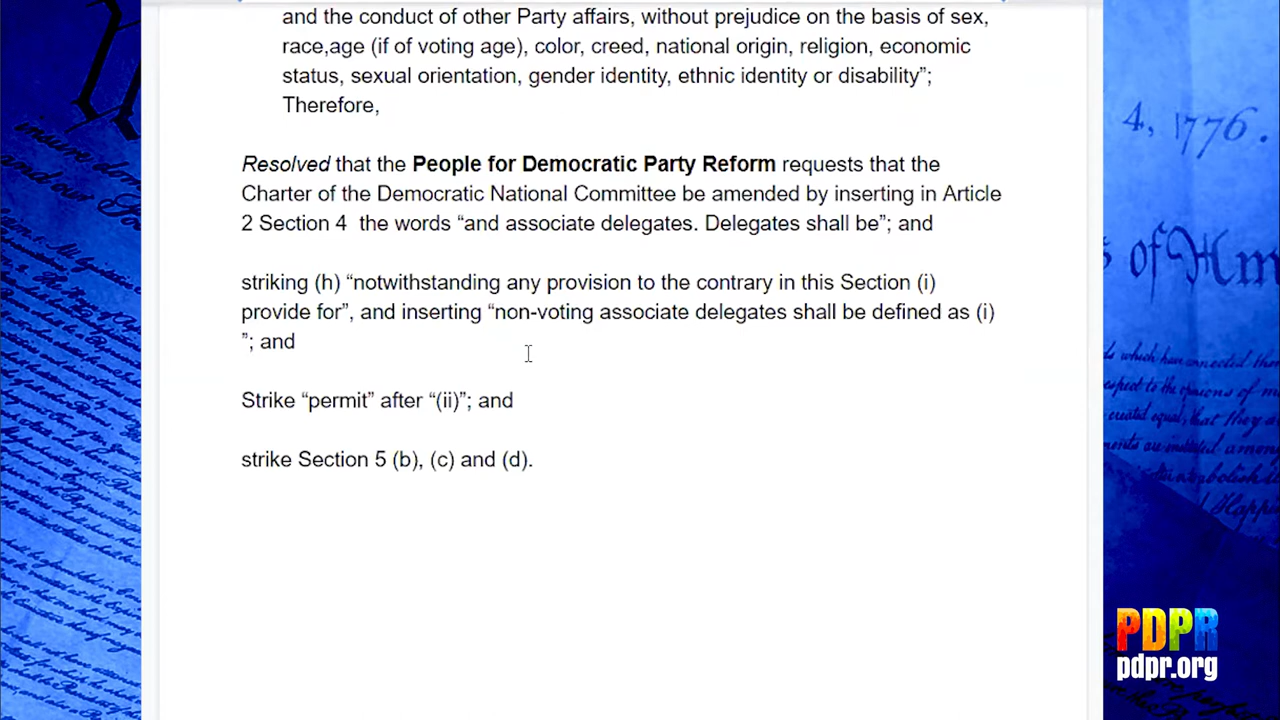 and the conduct of other Party affairs, without prejudice on the basis of sex,
race,age (if of voting age), color, creed, national origin, religion, economic
status, sexual orientation, gender identity, ethnic identity or disability”;
Therefore,
Resolved that the People for Democratic Party Reform requests that the
Charter of the Democratic National Committee be amended by inserting in Article
2 Section 4  the words “and associate delegates. Delegates shall be”; and
striking (h) “notwithstanding any provision to the contrary in this Section (i)
provide for”, and inserting “non-voting associate delegates shall be defined as (i)
”; and
Strike “permit” after “(ii)”; and
strike Section 5 (b), (c) and (d).
4, 1776.
PDPR
pdpr.org